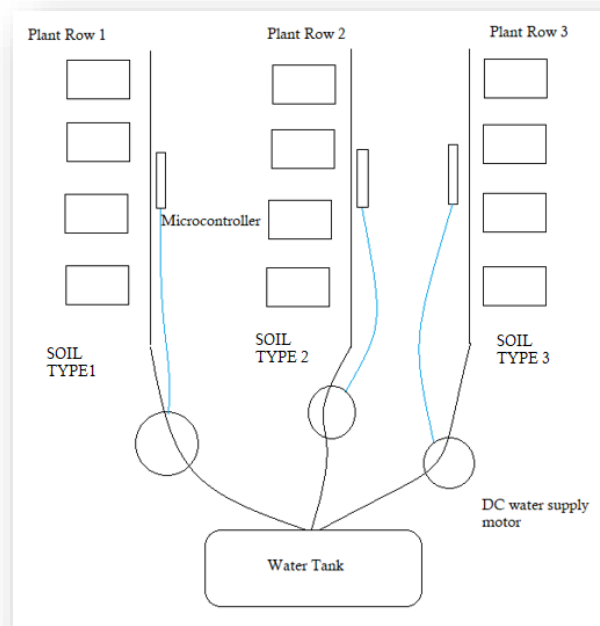 Plant Row 1
Plant Row 2
Plant Row 3
Microcontroller
SOIL
TYPE1
SOIL
TYPE 2
SOIL
TYPE 3
DC water supply
motor
Water Tank